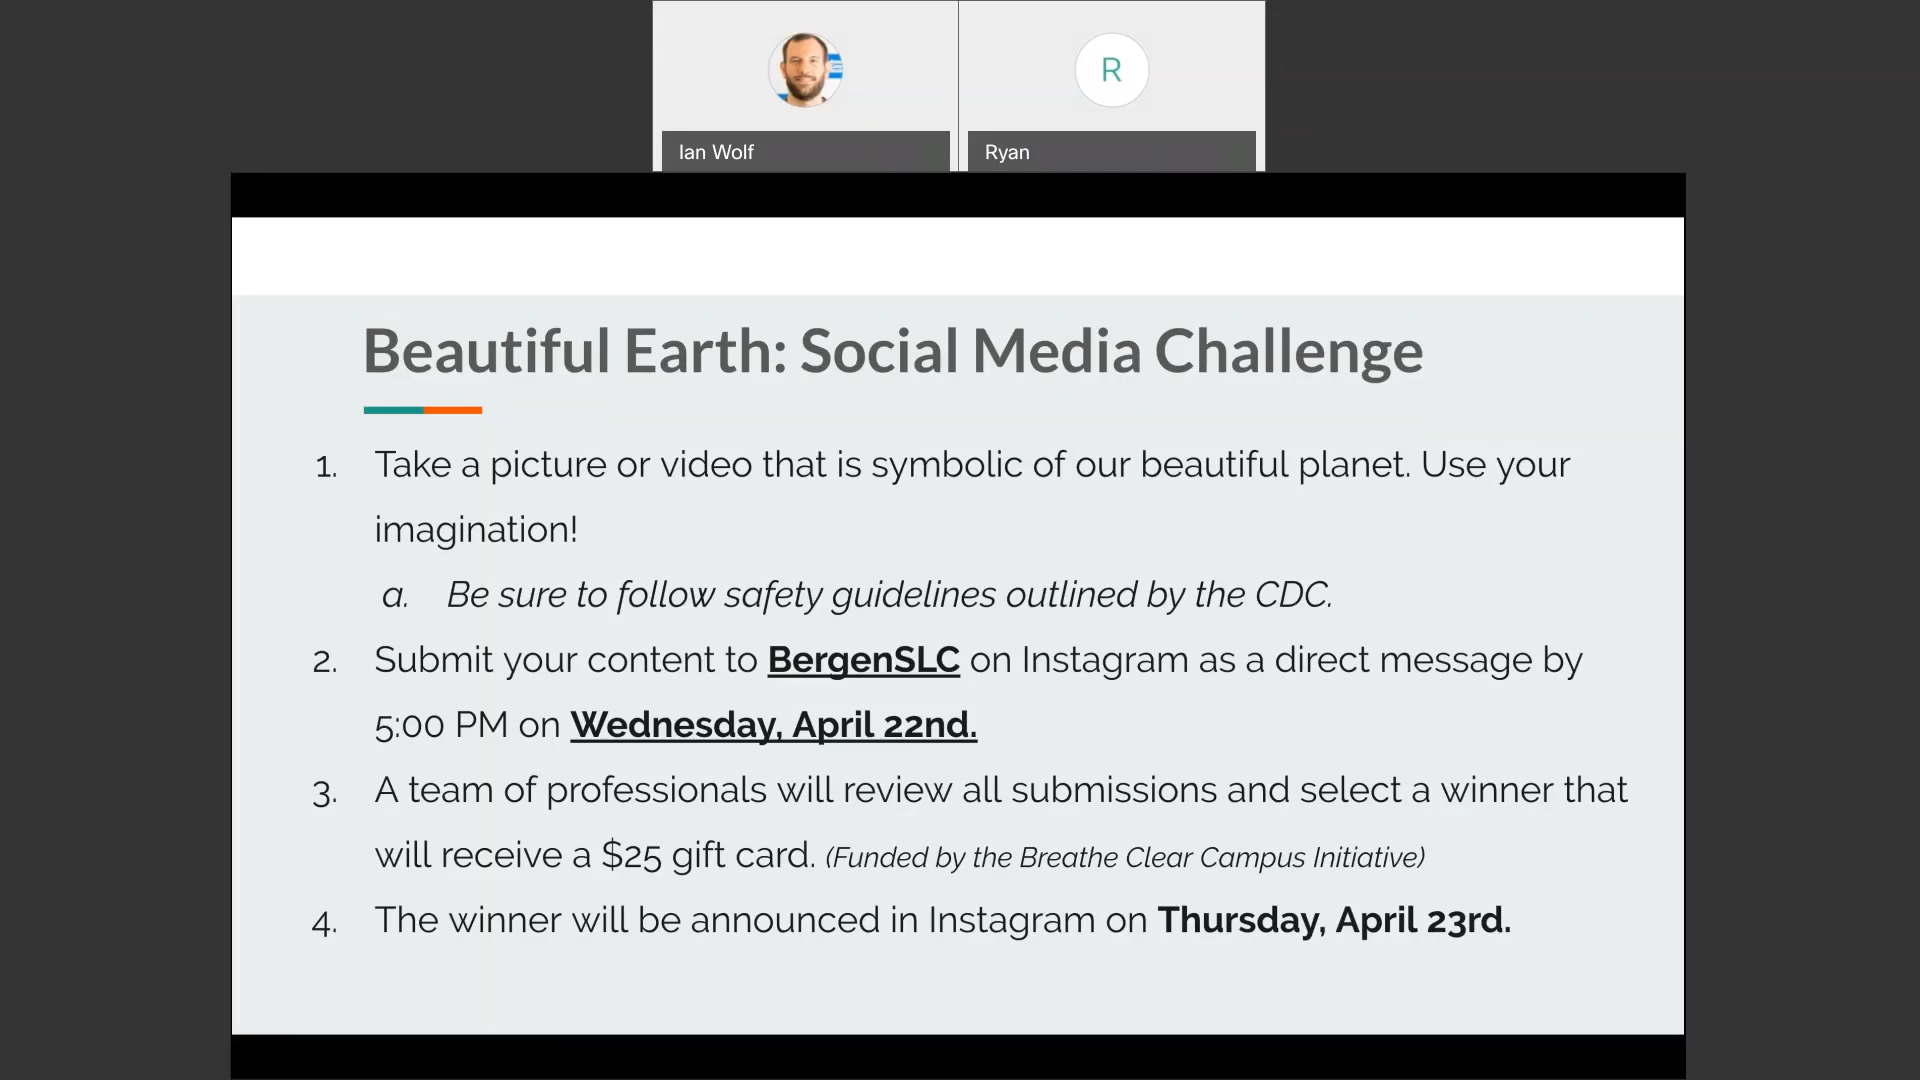 R
Ian Wolf
Ryan
Beautiful Earth: Social Media Challenge
1. Take a picture or video that is symbolic of our beautiful planet. Use your
imagination!
a. Be sure to follow safety guidelines outlined by the CDC.
2. Submit your content to BergenSLC on Instagram as a direct message by
5:00 PM on Wednesday, April 22nd.
3. A team of professionals will review all submissions and select a winner that
will receive a $25 gift card. (Funded by the Breathe Clear Campus Initiative)
4. The winner will be announced in Instagram on Thursday, April 23rd.